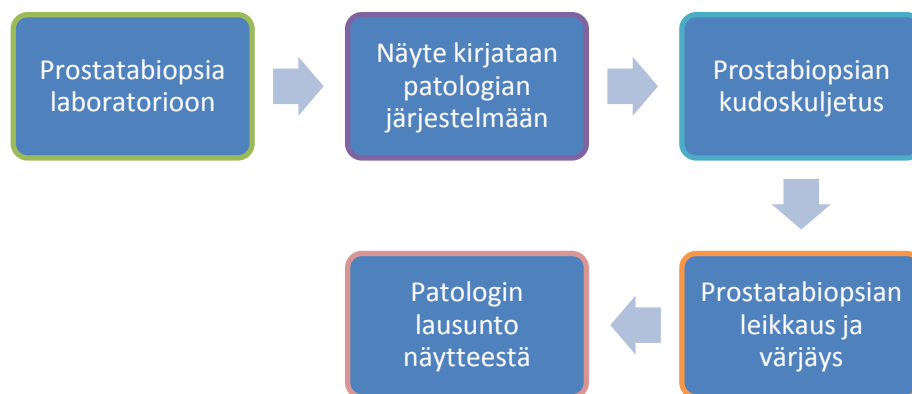 Prostatabiopsia
laboratorioon
Näyte kirjataan
patologian
järjestelmään
Prostabiopsian
kudoskuljetus
Prostatabiopsian
leikkaus ja
värjäys
Patologin
lausunto
näytteestä